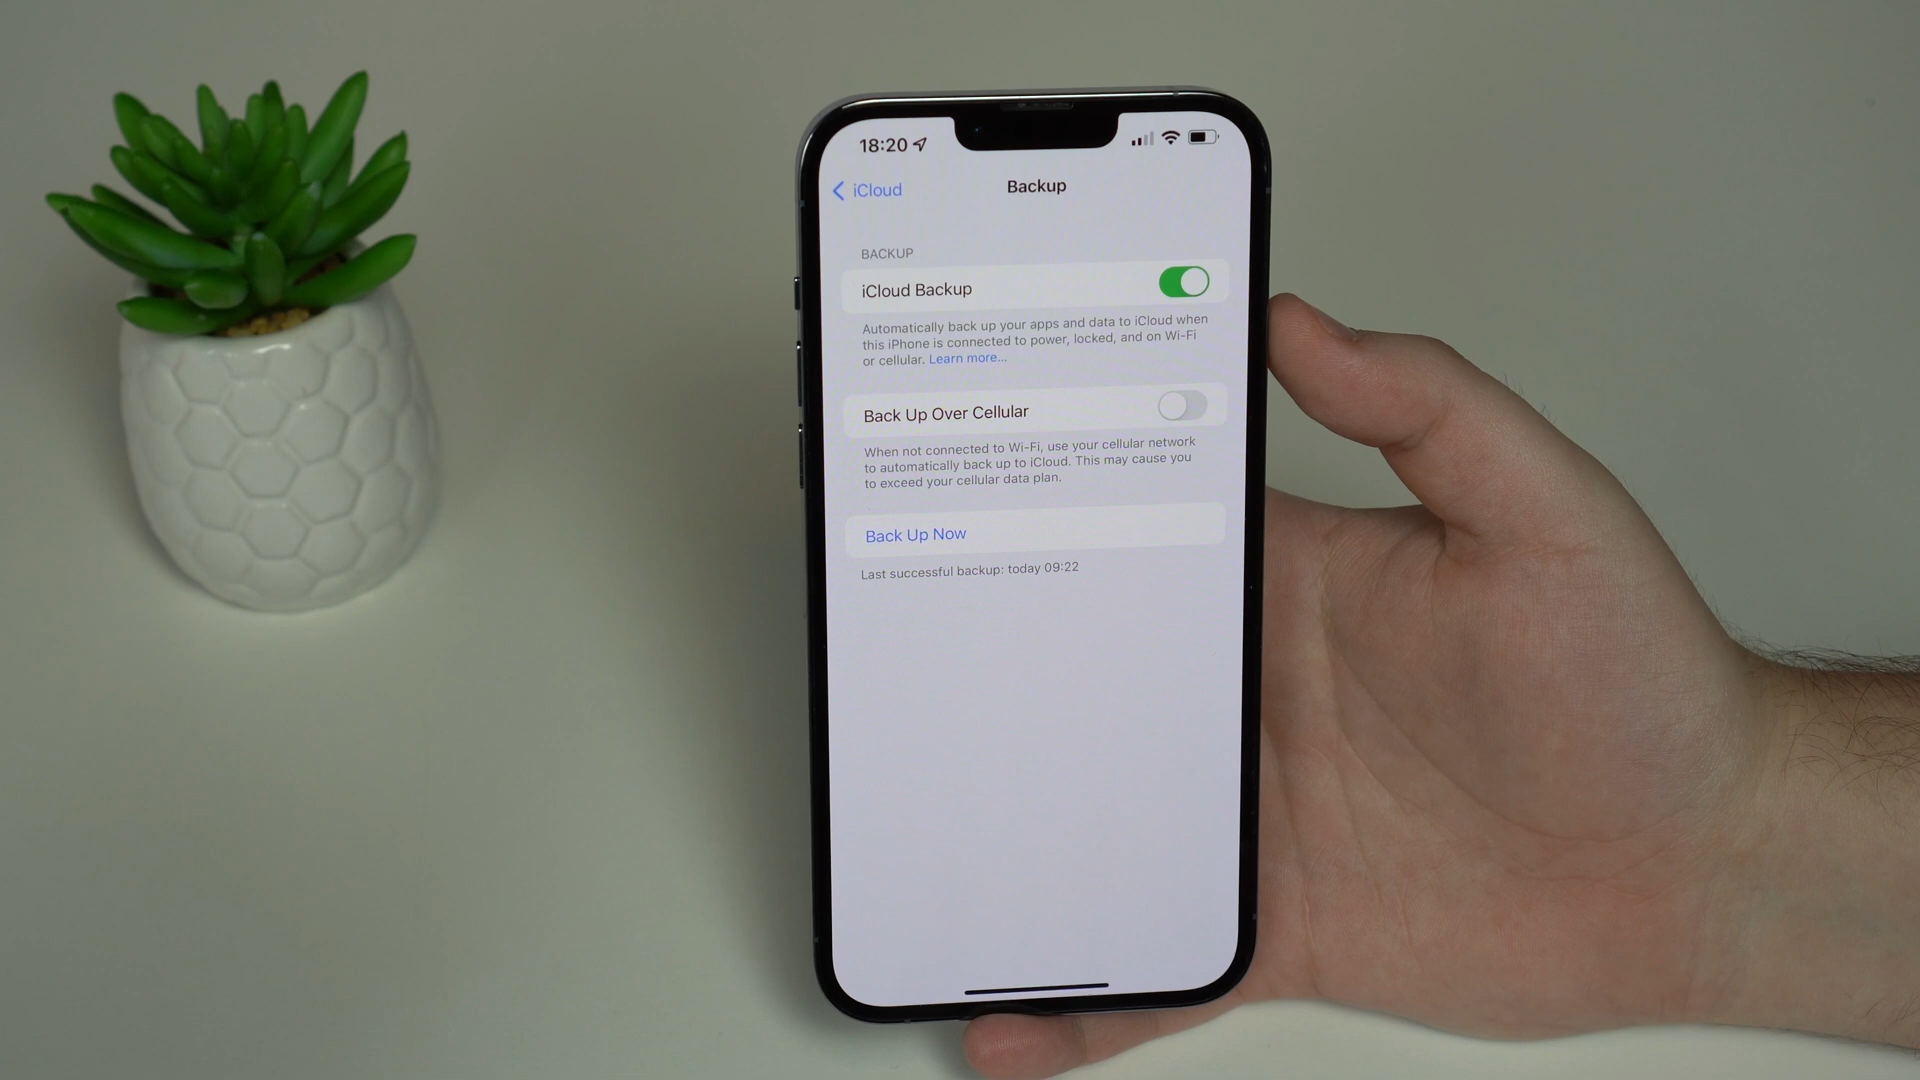 18:20
iCloud
Backup
BACKUP
iCloud Backup
Automatically back up your apps and data to iCloud when
this iPhone is connected to power, locked, and on Wi-Fi
or cellular. Learn more...
Back Up Over Cellular
When not connected to Wi-Fi, use your cellular network
to automatically back up to iCloud. This may cause you
to exceed your cellular data plan.
Back Up Now
Last successful backup: today 09:22